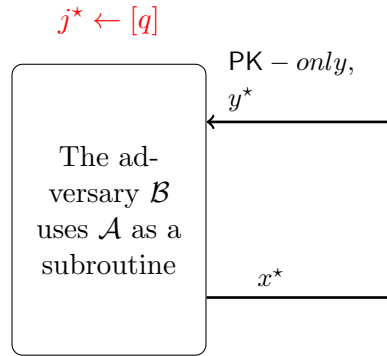 j⋆ ← [q]
PK – only,
y⋆
The ad-
versary ℬ
uses 𝒜 as a
subroutine
x⋆